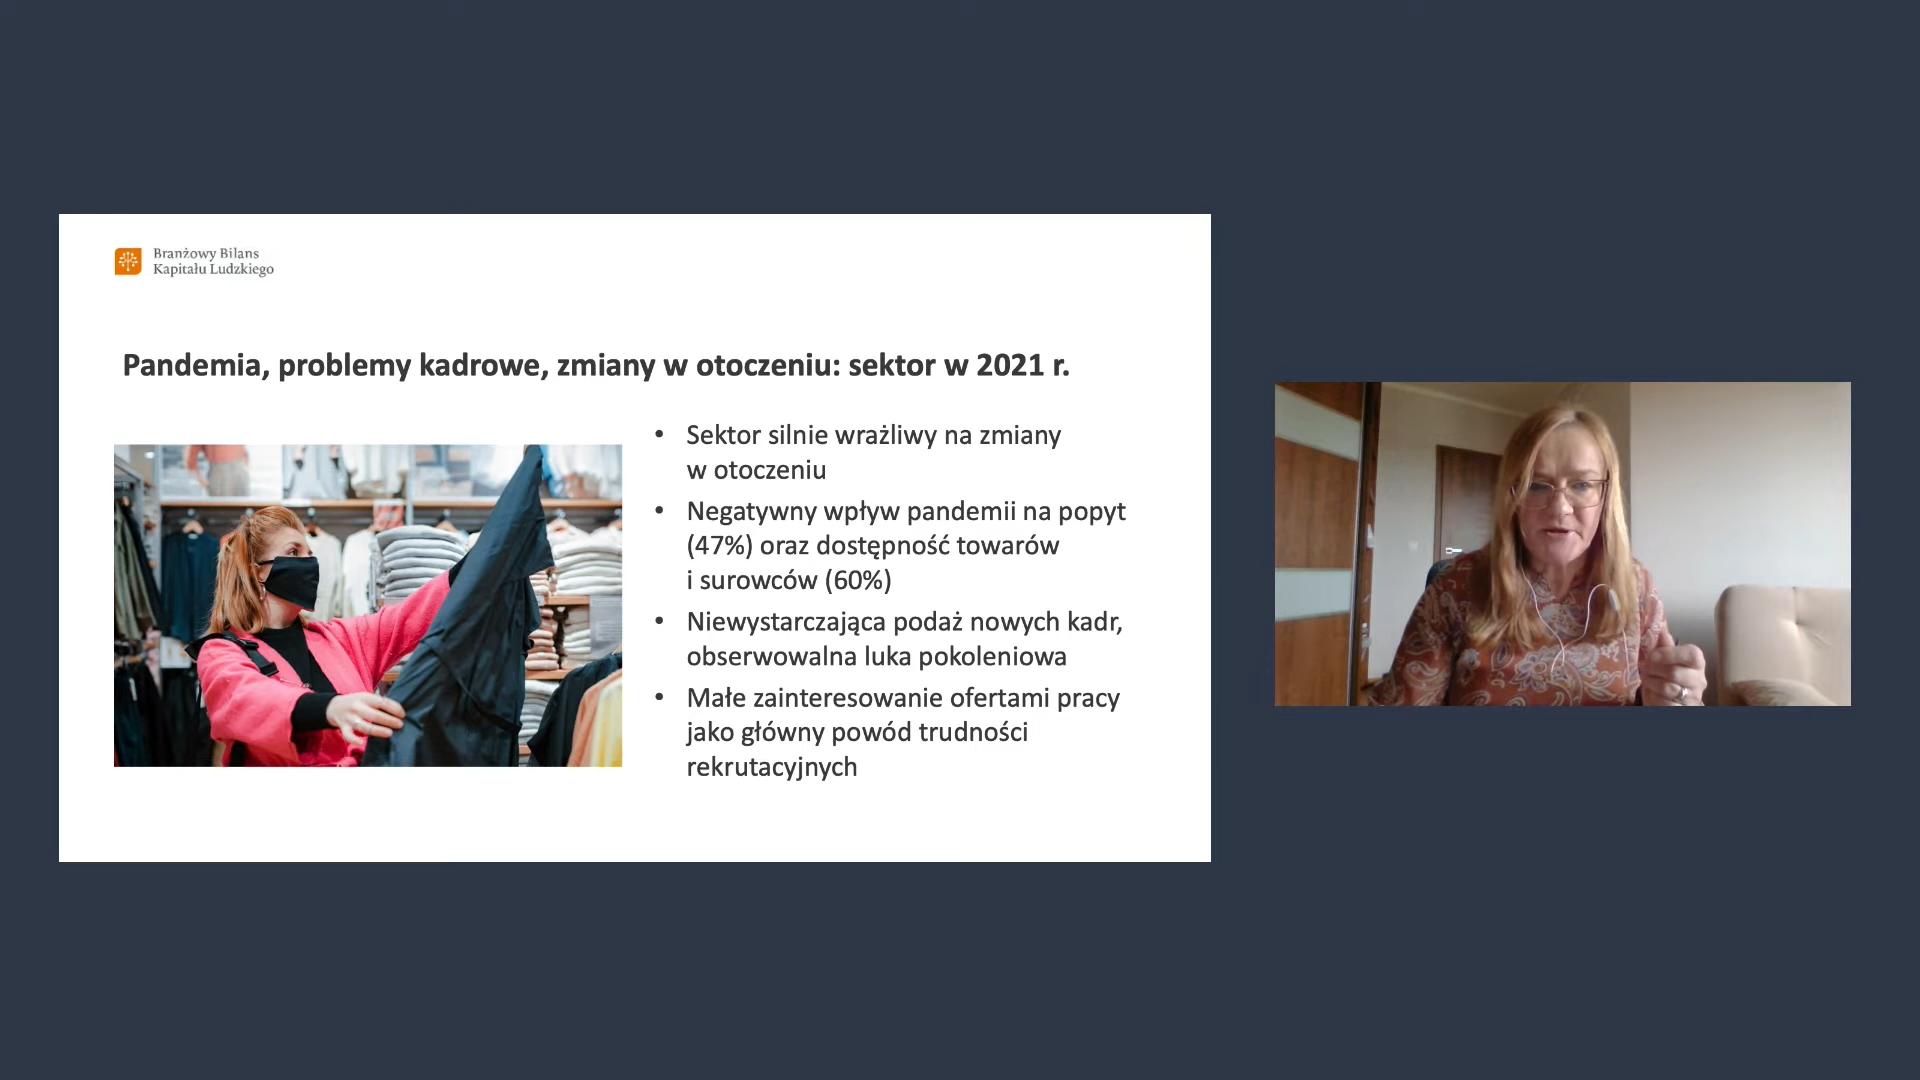 Branżowy Bilans
Kapitału Ludzkiego
Pandemia, problemy kadrowe, zmiany w otoczeniu: sektor w 2021 r.
• Sektor silnie wrażliwy na zmiany
w otoczeniu
• Negatywny wpływ pandemii na popyt
(47%) oraz dostępność towarów
i surowców (60%)
• Niewystarczająca podaż nowych kadr,
obserwowalna luka pokoleniowa
• Małe zainteresowanie ofertami pracy
jako główny powód trudności
rekrutacyjnych